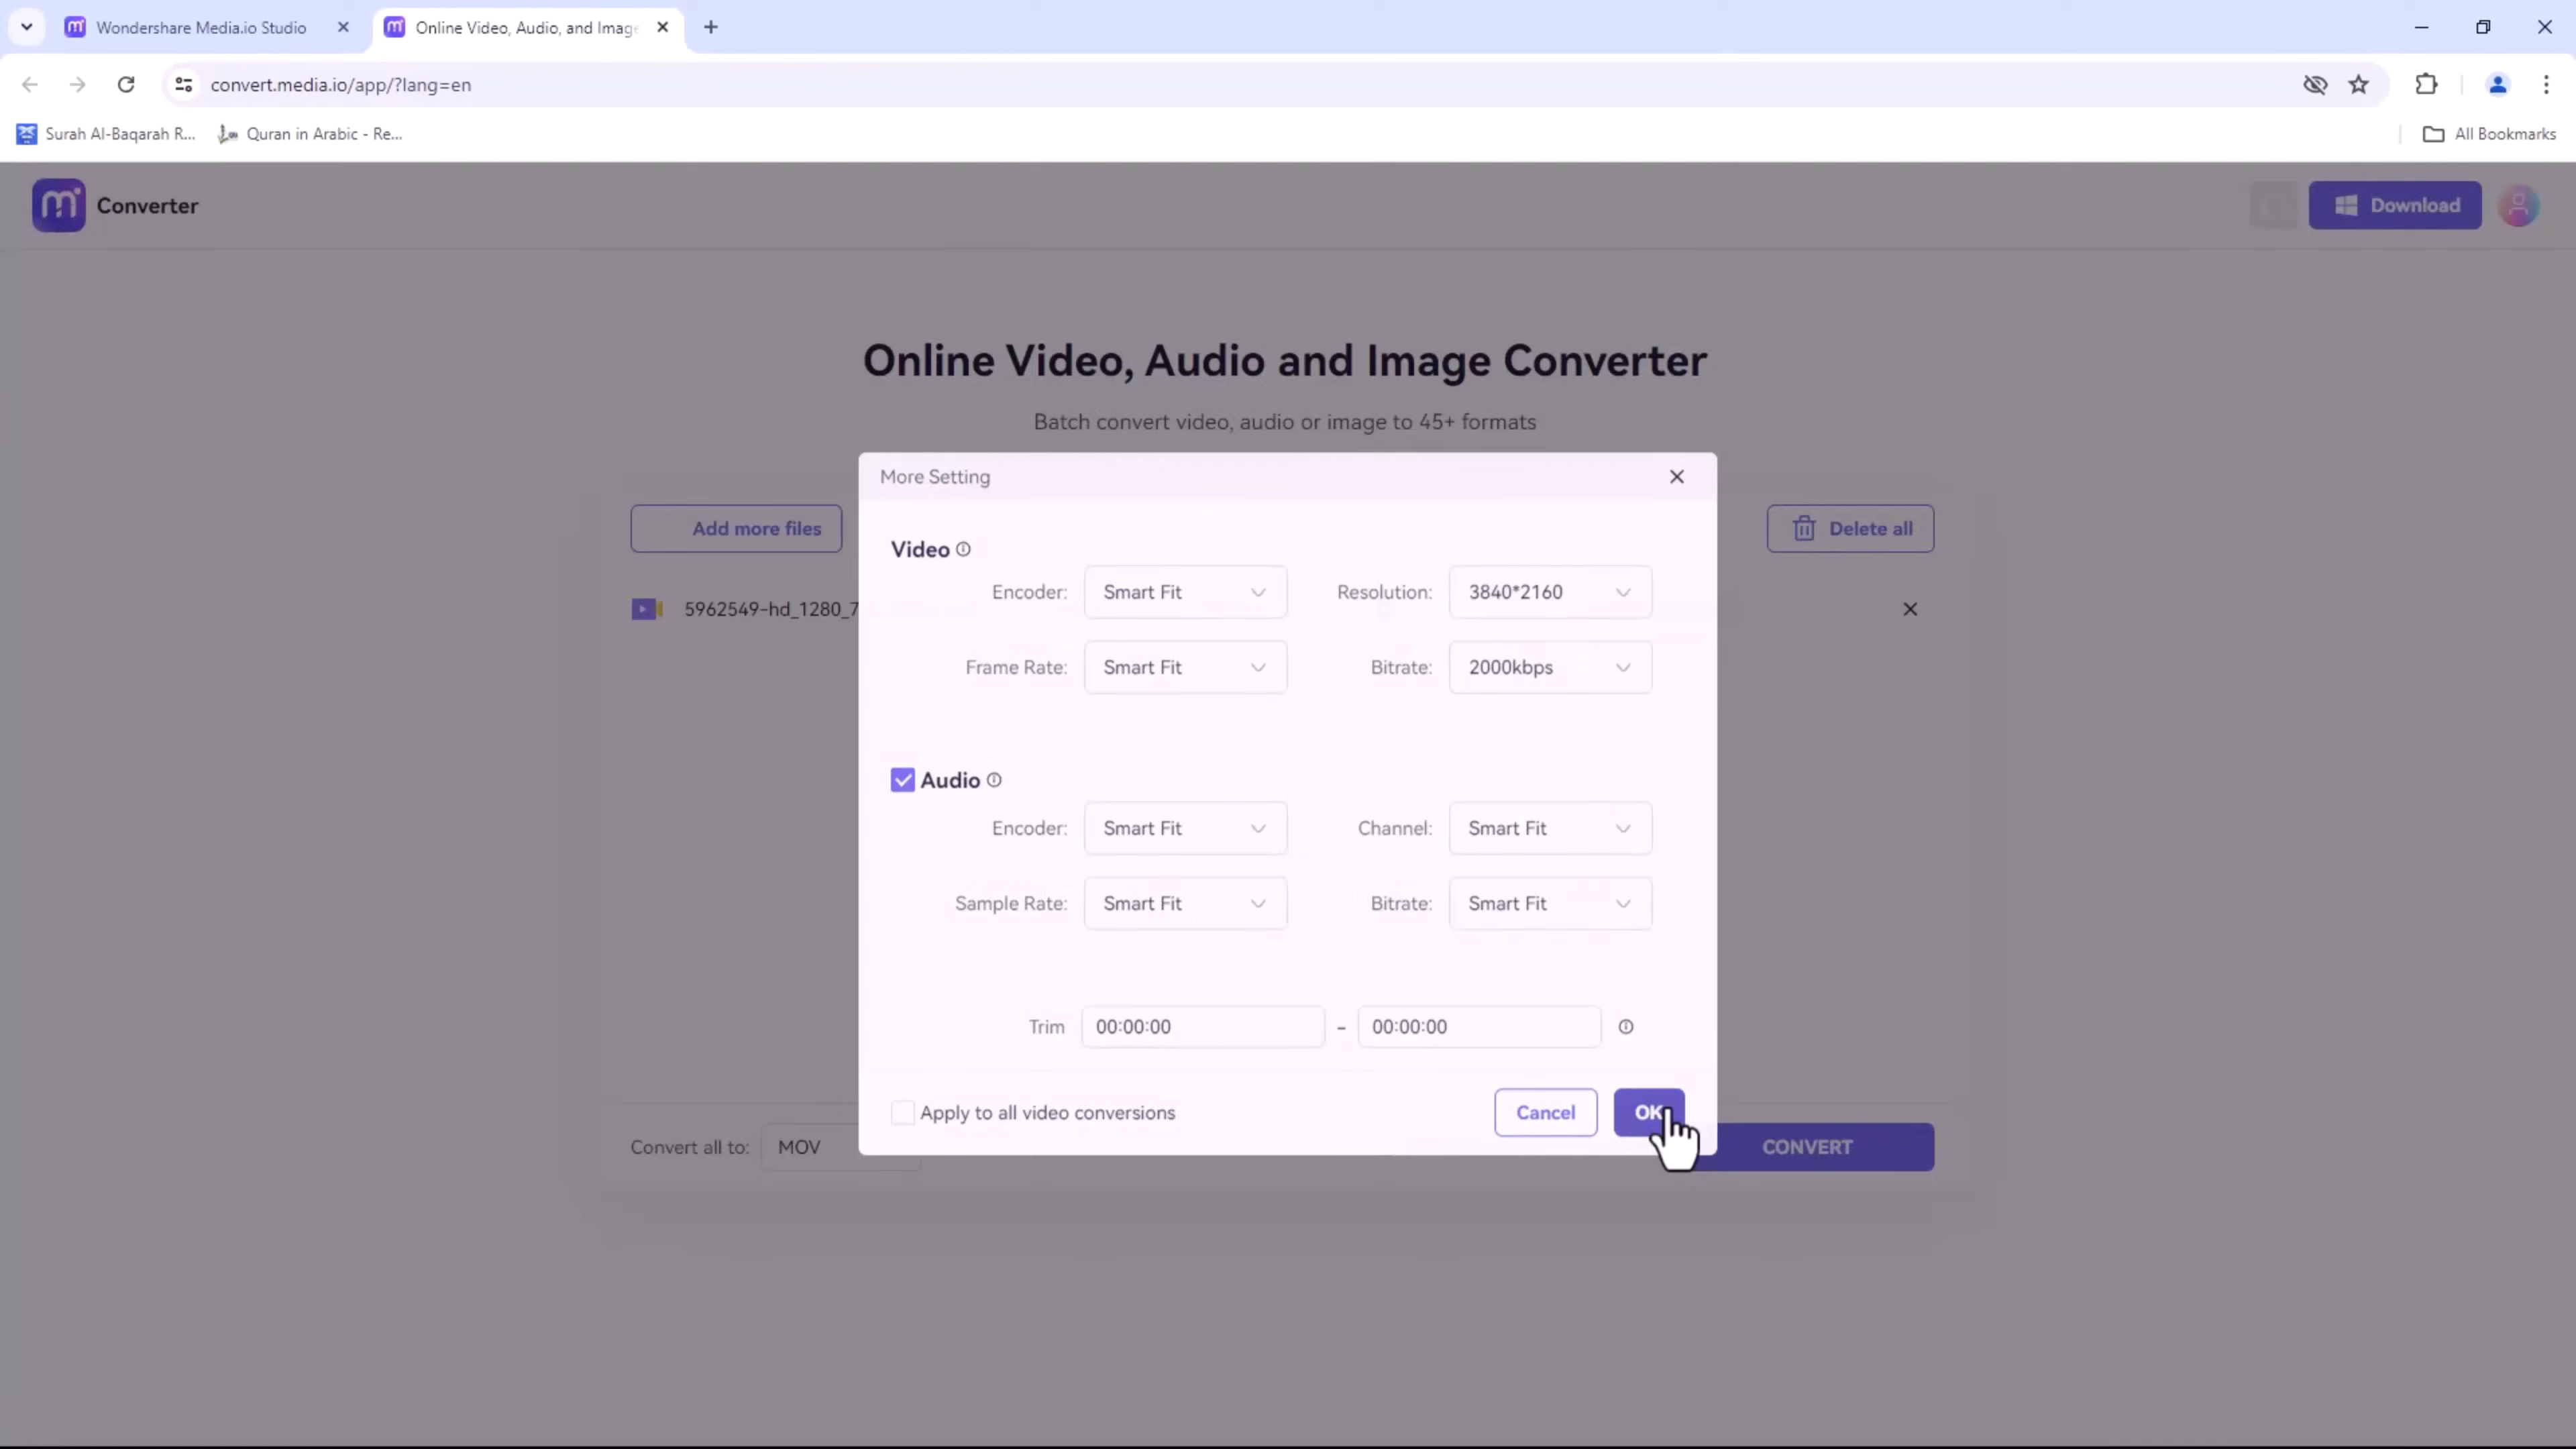 Wondershare Media.io Studio
Online Video, Audio, and Imag
convert.media.io/app/?lang=en
Surah Al-Baqarah R...
Quran in Arabic - Re...
All Bookmarks
Converter
Download
Online Video, Audio and Image Converter
Batch convert video, audio or image to 45+ formats
More Setting
Add more files
Delete all
Video
5962549-hd_1280_7
Encoder: Smart Fit
Resolution: 3840*2160
Frame Rate: Smart Fit
Bitrate: 2000kbps
Audio
Encoder: Smart Fit
Channel: Smart Fit
Sample Rate: Smart Fit
Bitrate: Smart Fit
Trim 00:00:00 - 00:00:00
Apply to all video conversions
Cancel
OK
Convert all to: MOV
CONVERT